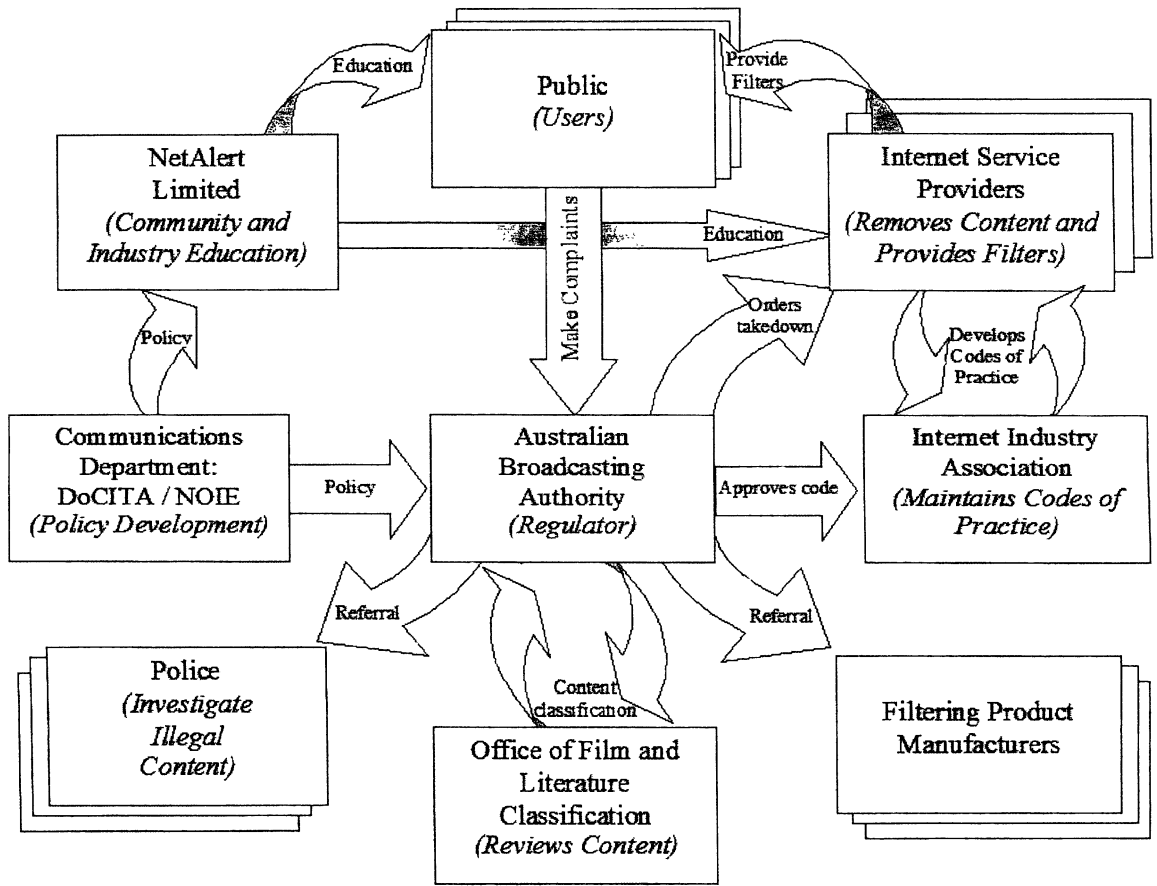 Public
(Users)
Education
Provide
Filters
NetAlert
Limited
(Community and
Industry Education)
Internet Service
Providers
(Removes Content and
Provides Filters)
Education
Make Complaints
Policy
Orders
takedown
Develops
Codes of
Practice
Communications
Department:
DoCITA / NOIE
(Policy Development)
Policy
Australian
Broadcasting
Authority
(Regulator)
Approves code
Internet Industry
Association
(Maintains Codes of
Practice)
Referral
Referral
Police
(Investigate
Illegal
Content)
Content
classification
Office of Film and
Literature
Classification
(Reviews Content)
Filtering Product
Manufacturers